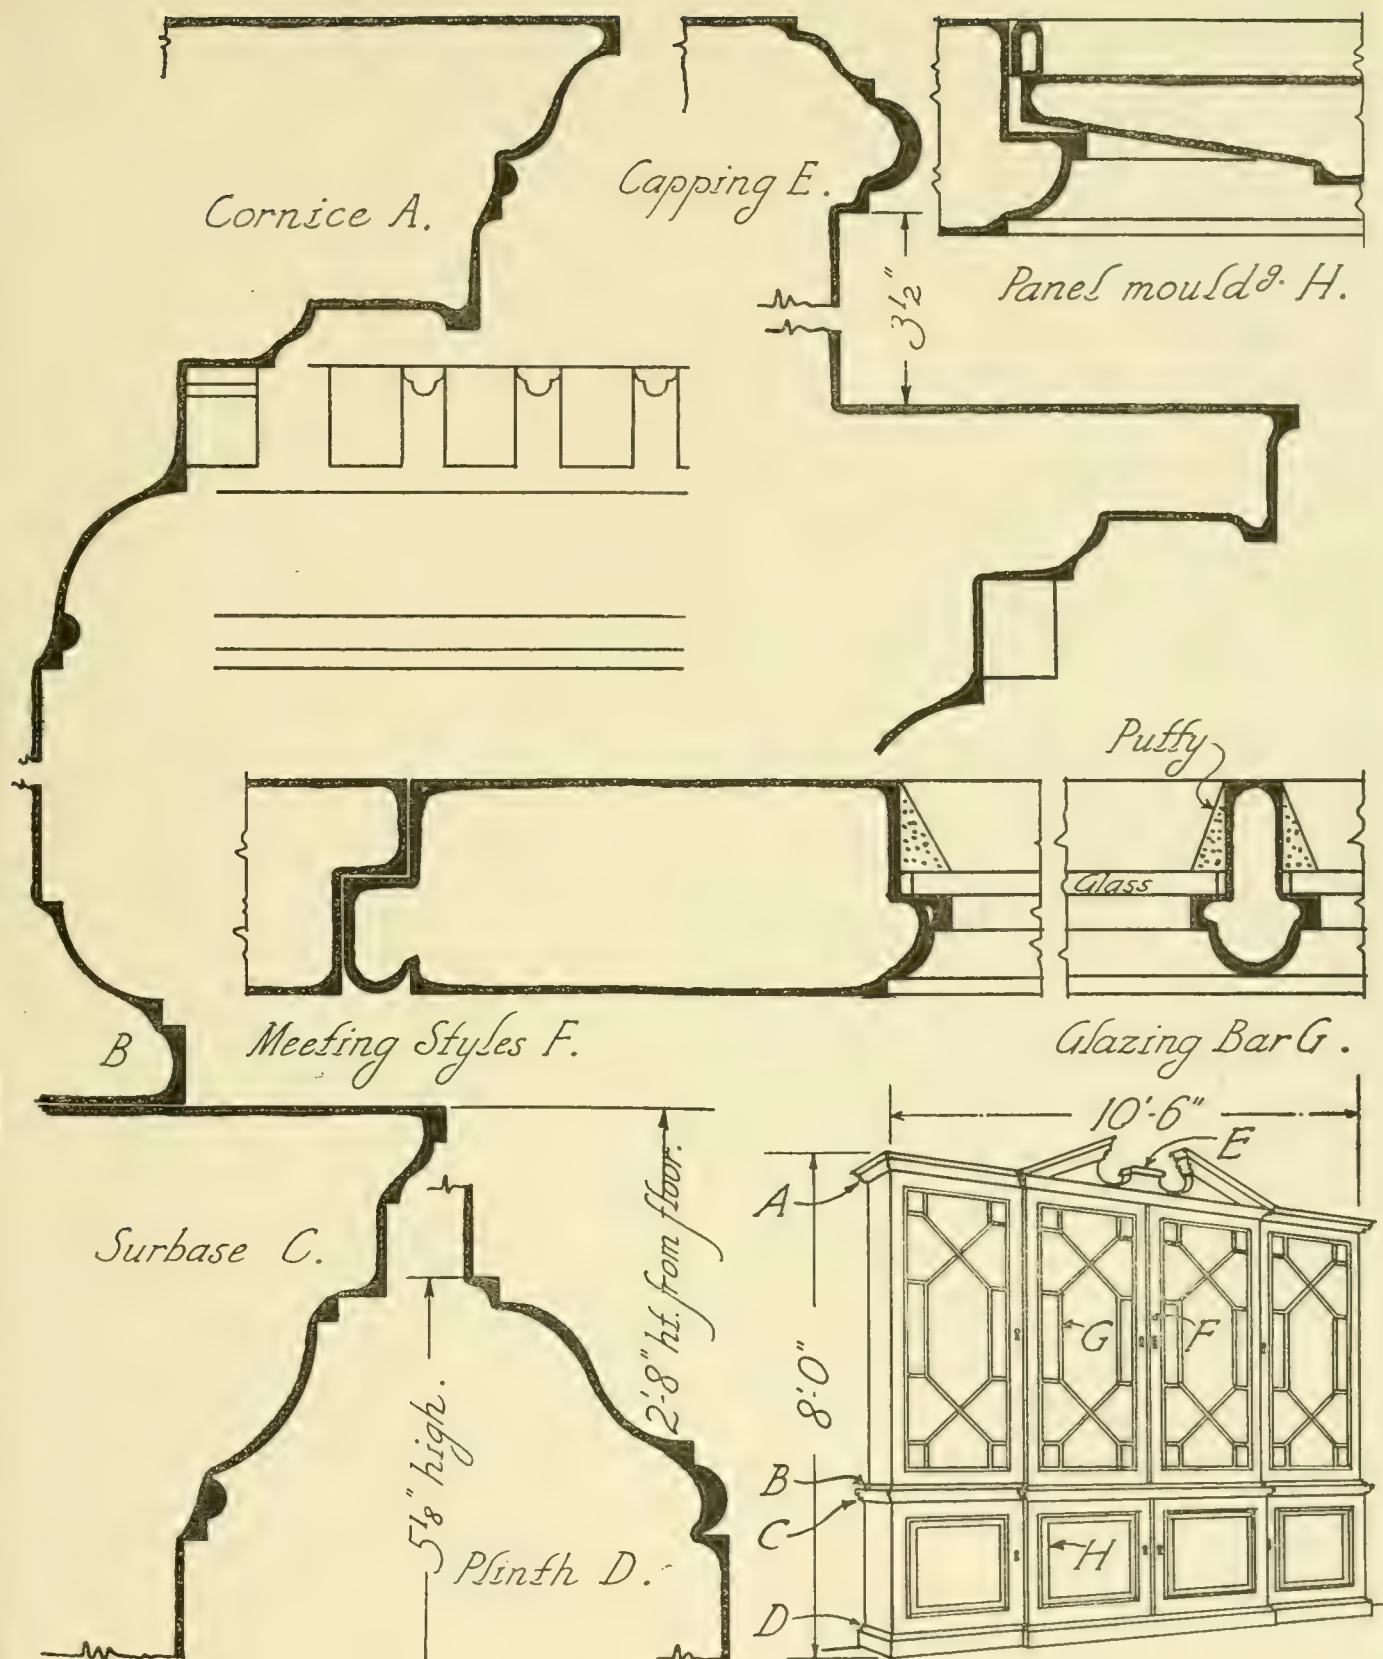 Cornice A.
Capping E.
3½"
Panel mouldg. H.
Putty
Glass
B
Meeting Styles F.
Glazing Bar G.
10'-6"
E
A
2'-8" ht. from floor.
Surbase C.
G
F
8'-0"
5⅛" high.
B
C
H
Plinth D.
D